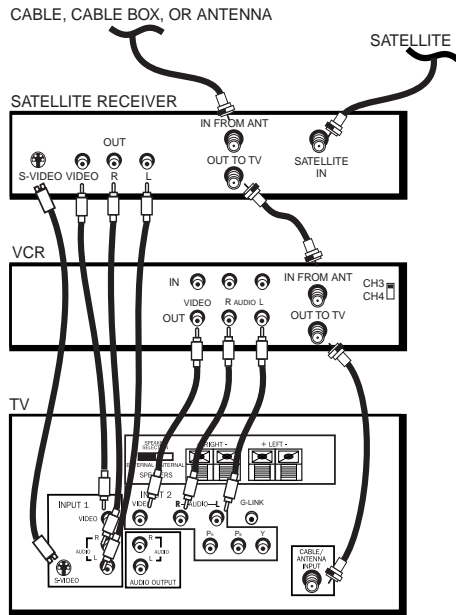 CABLE, CABLE BOX, OR ANTENNA
SATELLITE
SATELLITE RECEIVER
OUT
S-VIDEO VIDEO R L
IN FROM ANT
OUT TO TV
SATELLITE
IN
VCR
IN
VIDEO R AUDIO L
OUT
IN FROM ANT
OUT TO TV
CH3
CH4
TV
SPEAKERS
RIGHT -
+ LEFT -
INPUT 1
VIDEO
R
AUDIO
L
S-VIDEO
INPUT 2
VIDEO
R AUDIO L
G-LINK
R
AUDIO
L
AUDIO OUTPUT
Y
CABLE/
ANTENNA
INPUT